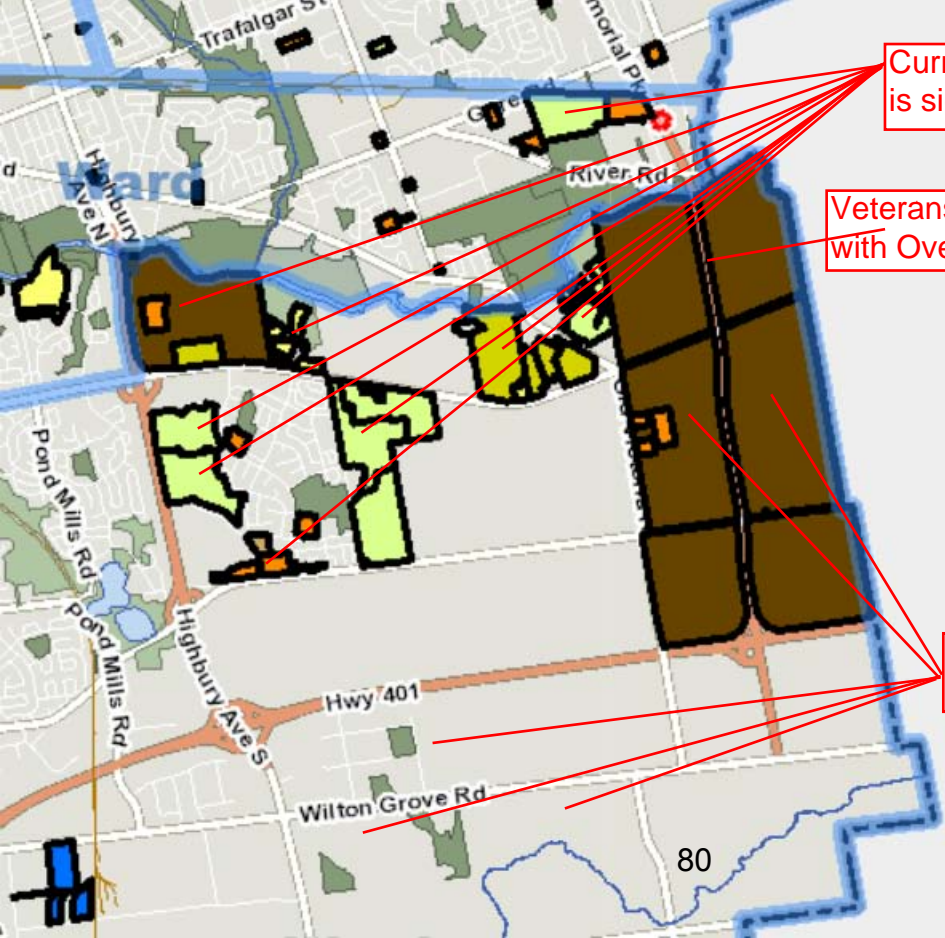 Trafalgar St
Curr
is si
River Rd
Ward
Highbury
Ave N
Veterans
with Ove
Pond Mills Rd
Pond Mills Rd
Highbury Ave S
Hwy 401
Wilton Grove Rd
80